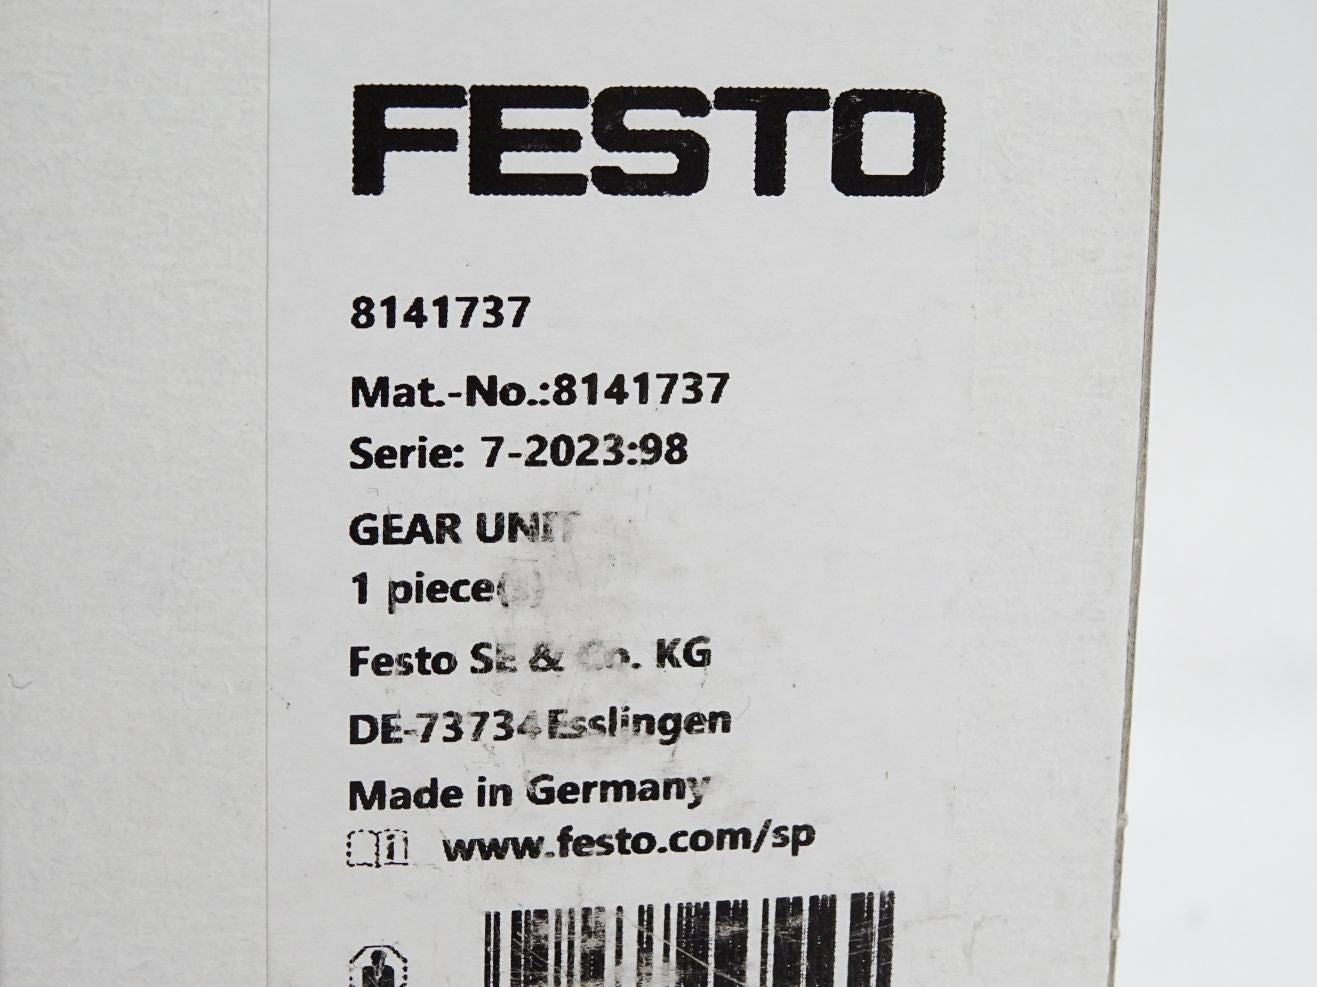 FESTO
8141737
Mat.-No.:8141737
Serie: 7-2023:98
GEAR UNIT
1 piece(s)
Festo SE & Co. KG
DE-73734 Esslingen
Made in Germany
www.festo.com/sp